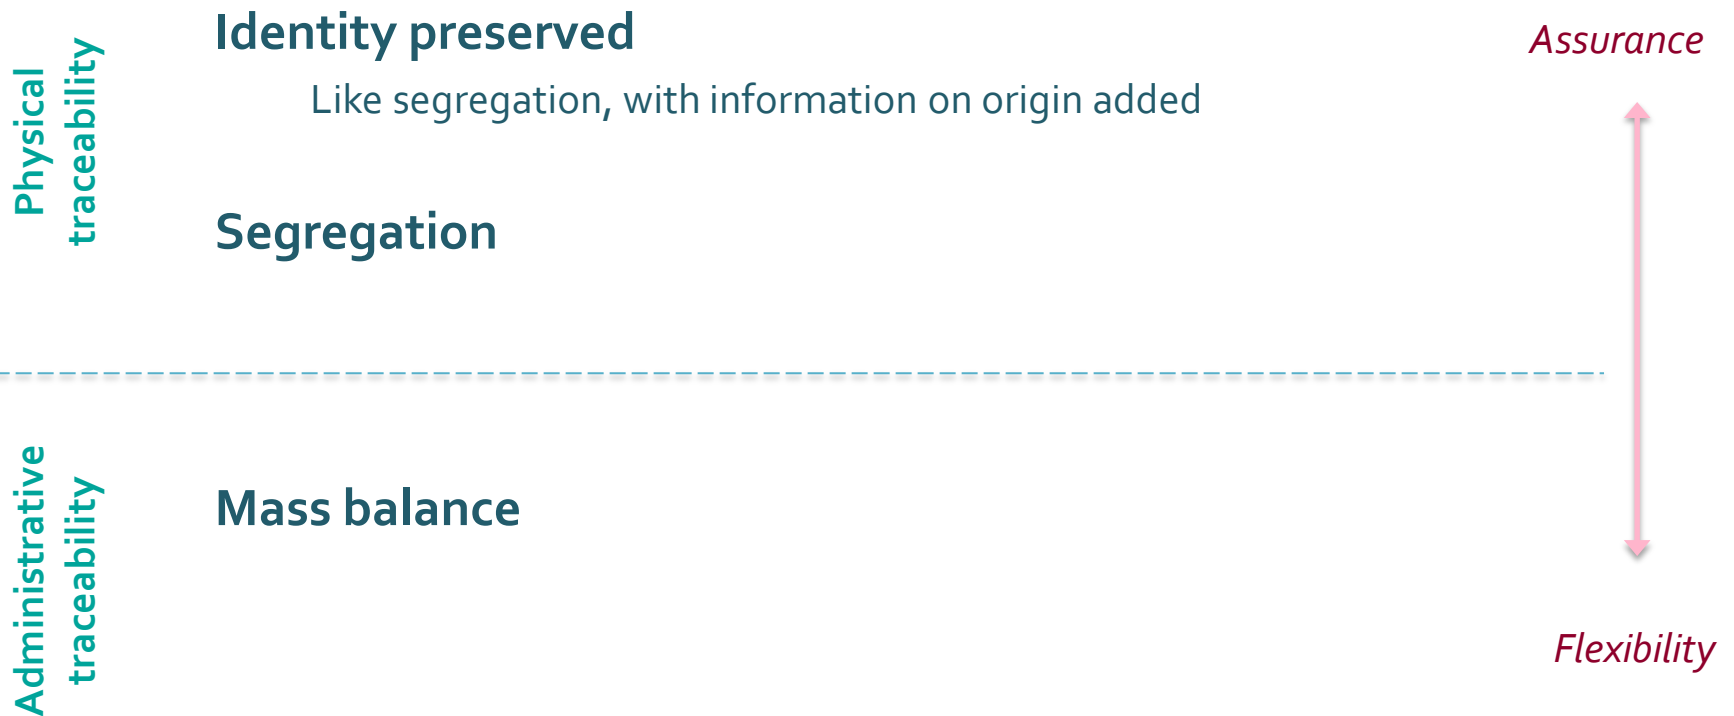 Physical
traceability
Identity preserved
Like segregation, with information on origin added
Segregation
Assurance
Administrative
traceability
Mass balance
Flexibility